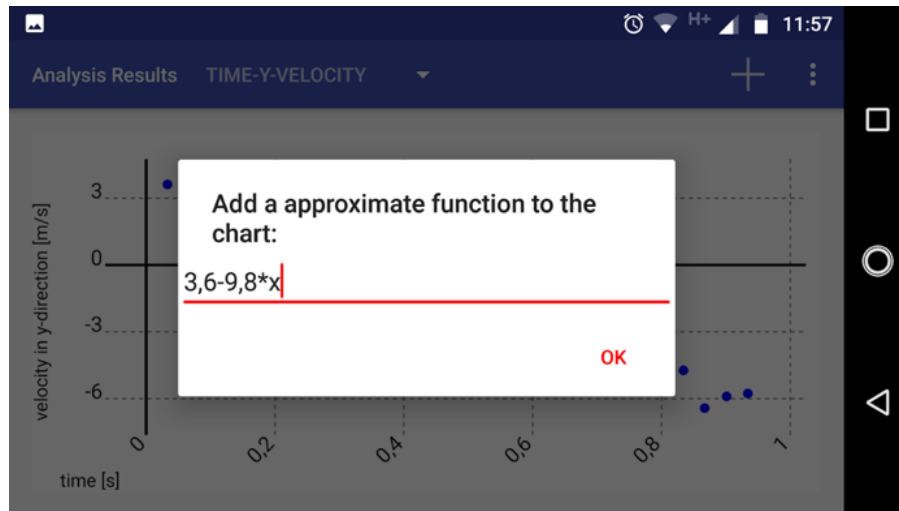 H+ 11:57
Analysis Results TIME-Y-VELOCITY
Add a approximate function to the
chart:
3,6-9,8*x
OK
velocity in y-direction [m/s]
3
0
-3
-6
0 0,2 0,4 0,6 0,8 1
time [s]